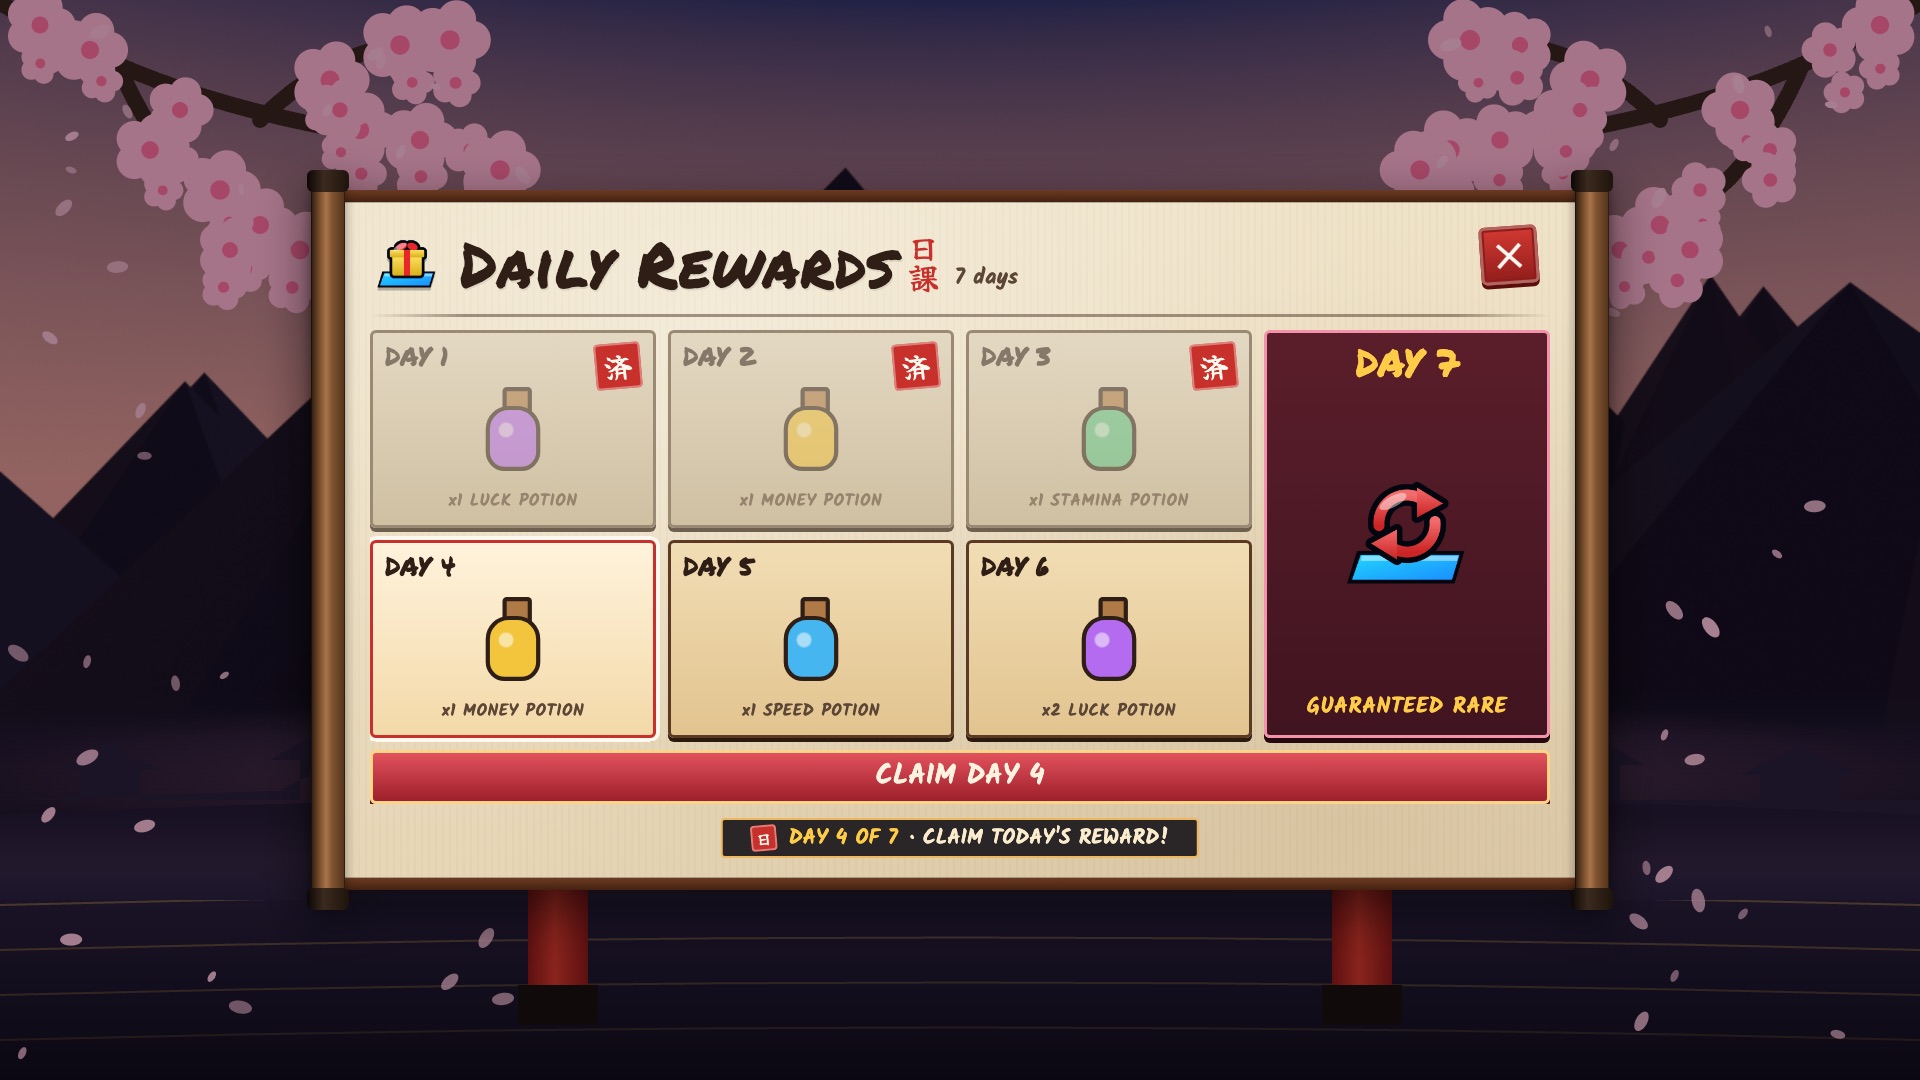 DAILY REWARDS
日課
7 days
DAY 1
済
x1 LUCK POTION
DAY 2
済
x1 MONEY POTION
DAY 3
済
x1 STAMINA POTION
DAY 7
GUARANTEED RARE
DAY 4
x1 MONEY POTION
DAY 5
x1 SPEED POTION
DAY 6
x2 LUCK POTION
CLAIM DAY 4
日 DAY 4 OF 7 · CLAIM TODAY'S REWARD!